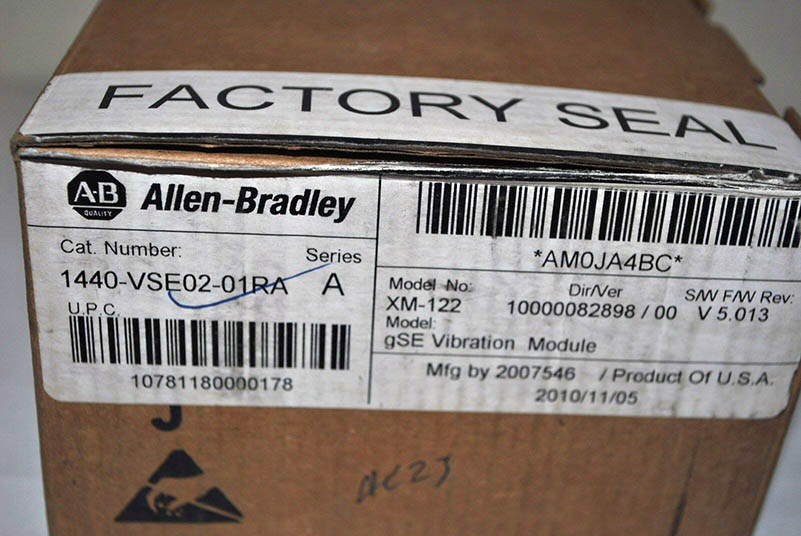 FACTORY SEAL
A-B
QUALITY
Allen-Bradley
Cat. Number:
Series
1440-VSE02-01RA A
U.P.C.
10781180000178
*AM0JA4BC*
Model No: Dir/Ver S/W F/W Rev:
XM-122 10000082898 / 00 V 5.013
Model:
gSE Vibration Module
Mfg by 2007546 / Product Of U.S.A.
2010/11/05
J